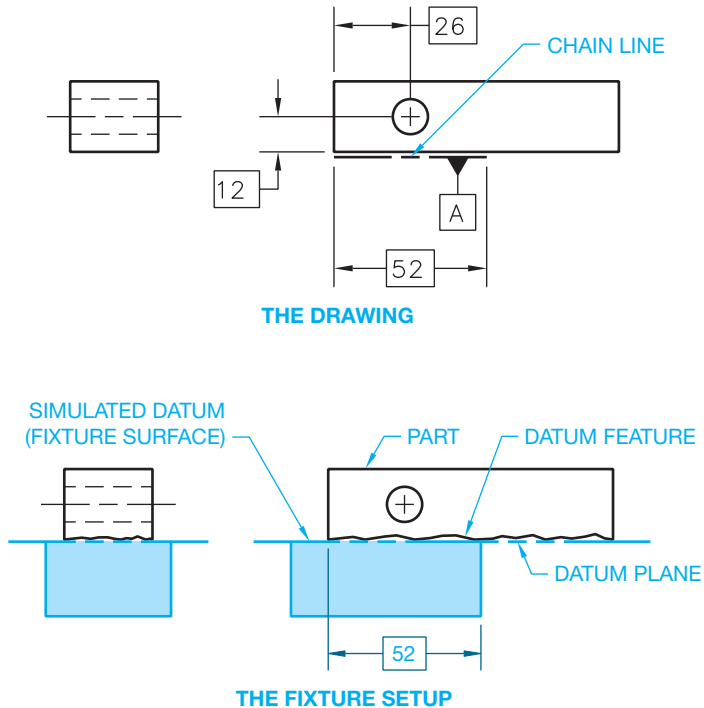 26
CHAIN LINE
12
A
52
THE DRAWING
SIMULATED DATUM
(FIXTURE SURFACE)
PART
DATUM FEATURE
DATUM PLANE
52
THE FIXTURE SETUP